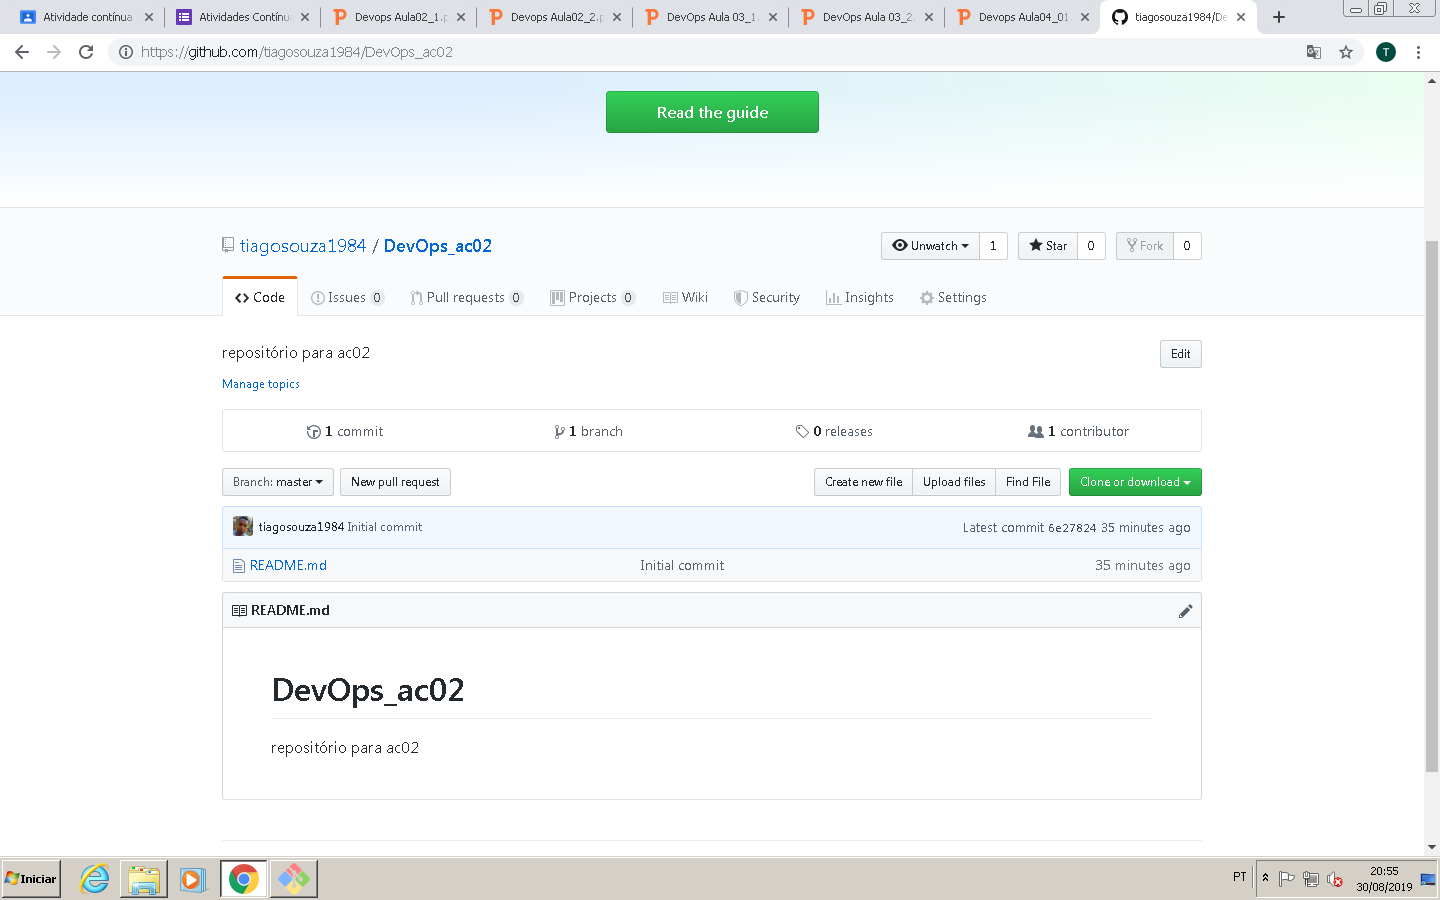 Atividade contínua
Atividades Contínua
Devops Aula02_1.p
Devops Aula02_2.p
DevOps Aula 03_1.
DevOps Aula 03_2.
Devops Aula04_01
tiagosouza1984/De
https://github.com/tiagosouza1984/DevOps_ac02
T
Read the guide
tiagosouza1984 / DevOps_ac02
Unwatch 1
Star 0
Fork 0
Code
Issues 0
Pull requests 0
Projects 0
Wiki
Security
Insights
Settings
repositório para ac02
Edit
Manage topics
1 commit
1 branch
0 releases
1 contributor
Branch: master
New pull request
Create new file
Upload files
Find File
Clone or download
tiagosouza1984 Initial commit
Latest commit 6e27824 35 minutes ago
README.md
Initial commit
35 minutes ago
README.md
DevOps_ac02
repositório para ac02
Iniciar
PT
20:55
30/08/2019